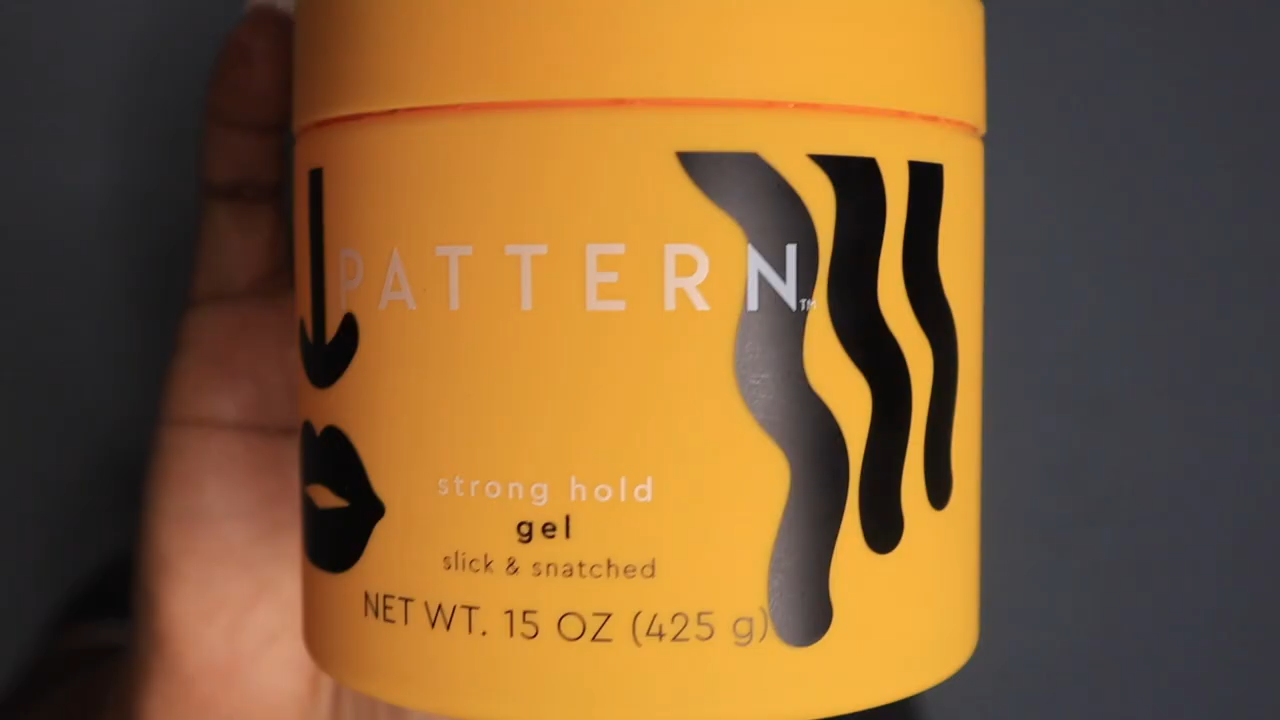 PATTERN™
strong hold
gel
slick & snatched
NET WT. 15 OZ (425 g)